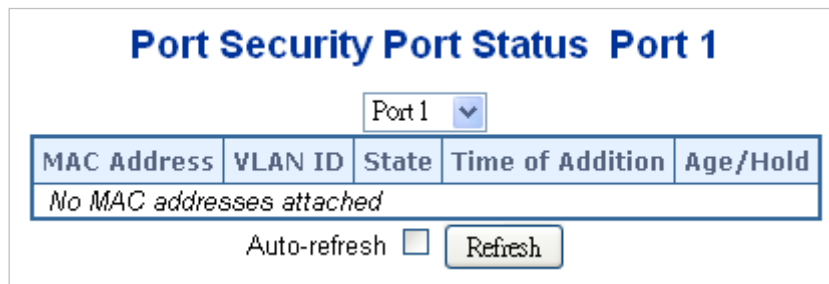 Port Security Port Status Port 1
Port 1
MAC Address VLAN ID State Time of Addition Age/Hold
No MAC addresses attached
Auto-refresh Refresh